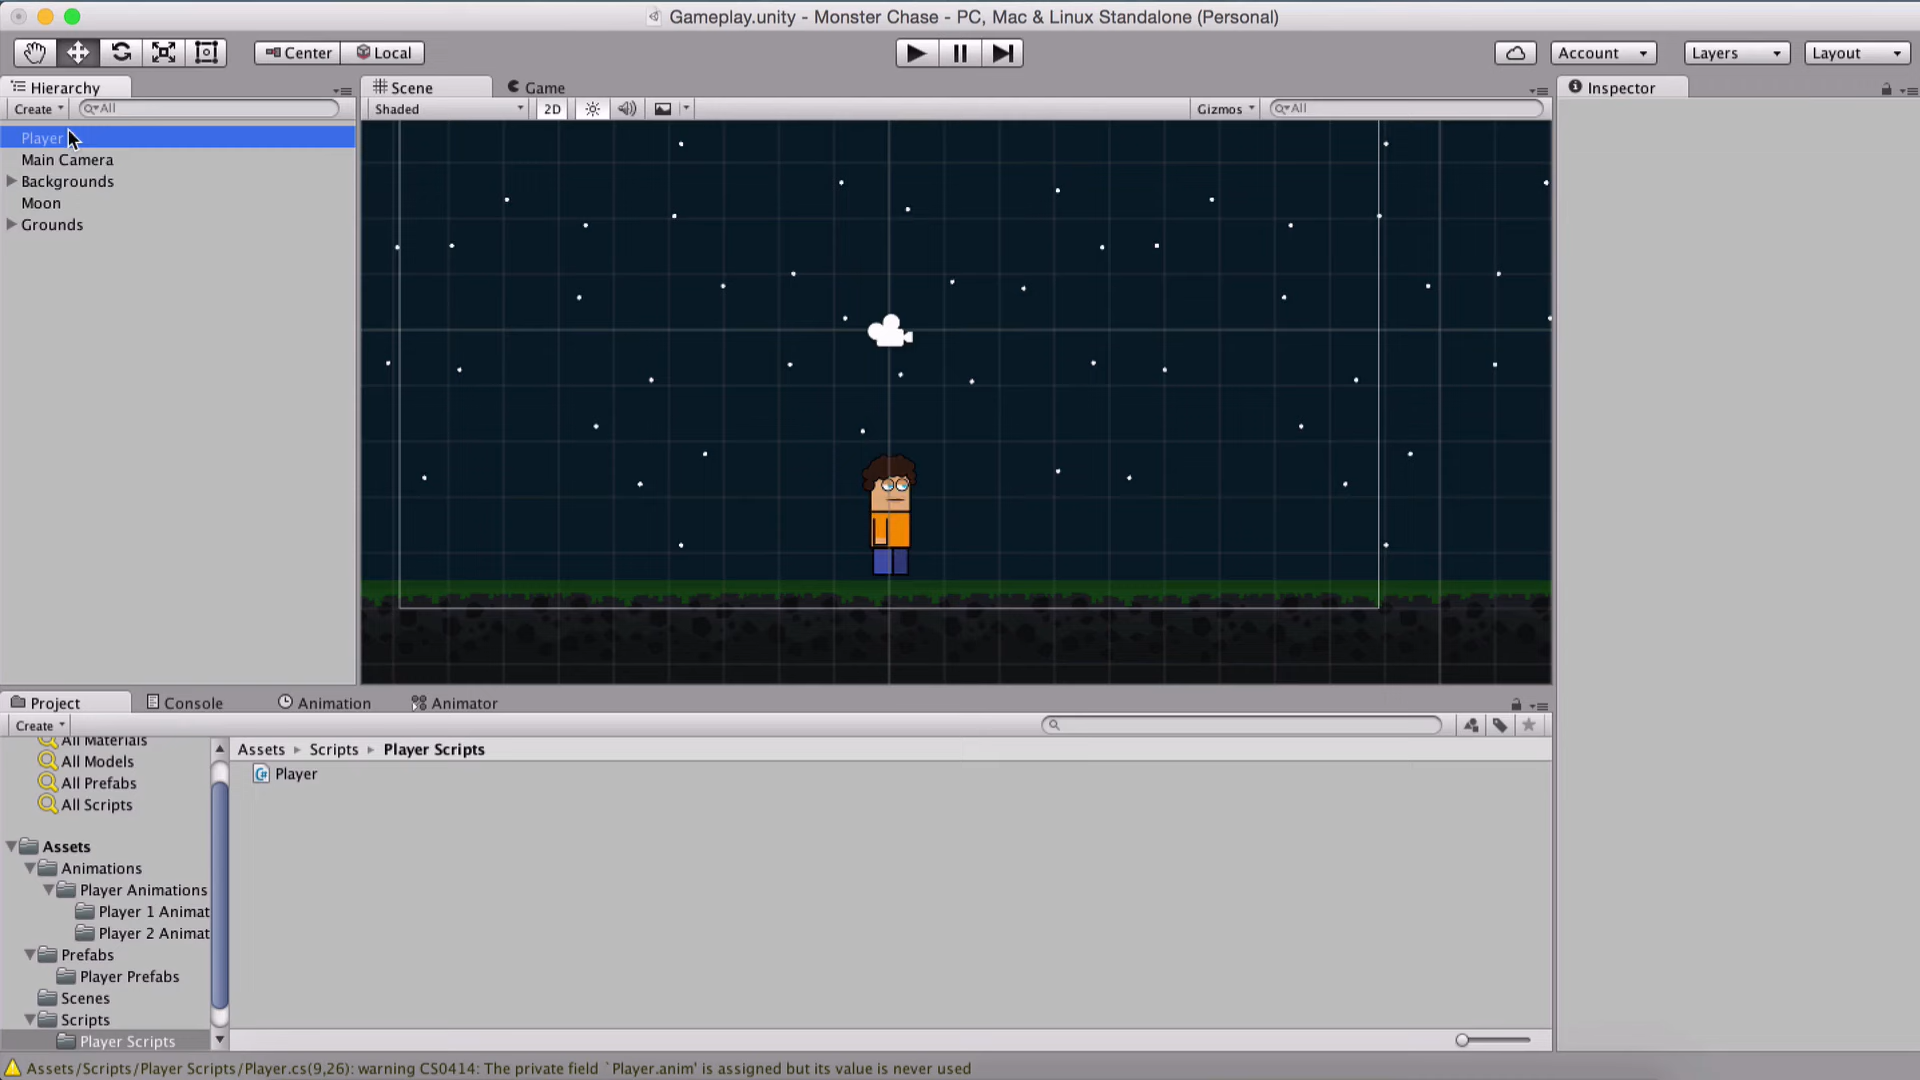 Gameplay.unity - Monster Chase - PC, Mac & Linux Standalone (Personal)
Center Local Account Layers Layout
Hierarchy Scene Game Inspector
Create All Shaded 2D Gizmos All
Player
Main Camera
Backgrounds
Moon
Grounds
Project Console Animation Animator
Create
All Materials
All Models
All Prefabs
All Scripts
Assets
Animations
Player Animations
Player 1 Animat
Player 2 Animat
Prefabs
Player Prefabs
Scenes
Scripts
Player Scripts
Assets Scripts Player Scripts
Player
Assets/Scripts/Player Scripts/Player.cs(9,26): warning CS0414: The private field `Player.anim' is assigned but its value is never used